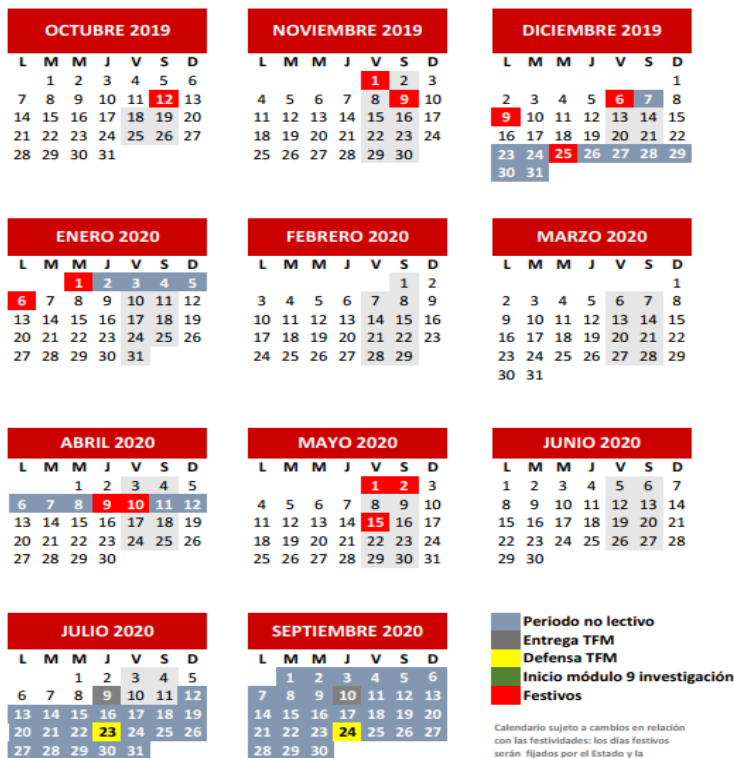 OCTUBRE 2019
L M M J V S D
1 2 3 4 5 6
7 8 9 10 11 12 13
14 15 16 17 18 19 20
21 22 23 24 25 26 27
28 29 30 31
NOVIEMBRE 2019
L M M J V S D
1 2 3
4 5 6 7 8 9 10
11 12 13 14 15 16 17
18 19 20 21 22 23 24
25 26 27 28 29 30
DICIEMBRE 2019
L M M J V S D
1
2 3 4 5 6 7 8
9 10 11 12 13 14 15
16 17 18 19 20 21 22
23 24 25 26 27 28 29
30 31
ENERO 2020
L M M J V S D
1 2 3 4 5
6 7 8 9 10 11 12
13 14 15 16 17 18 19
20 21 22 23 24 25 26
27 28 29 30 31
FEBRERO 2020
L M M J V S D
1 2
3 4 5 6 7 8 9
10 11 12 13 14 15 16
17 18 19 20 21 22 23
24 25 26 27 28 29
MARZO 2020
L M M J V S D
1
2 3 4 5 6 7 8
9 10 11 12 13 14 15
16 17 18 19 20 21 22
23 24 25 26 27 28 29
30 31
ABRIL 2020
L M M J V S D
1 2 3 4 5
6 7 8 9 10 11 12
13 14 15 16 17 18 19
20 21 22 23 24 25 26
27 28 29 30
MAYO 2020
L M M J V S D
1 2 3
4 5 6 7 8 9 10
11 12 13 14 15 16 17
18 19 20 21 22 23 24
25 26 27 28 29 30 31
JUNIO 2020
L M M J V S D
1 2 3 4 5 6 7
8 9 10 11 12 13 14
15 16 17 18 19 20 21
22 23 24 25 26 27 28
29 30
JULIO 2020
L M M J V S D
1 2 3 4 5
6 7 8 9 10 11 12
13 14 15 16 17 18 19
20 21 22 23 24 25 26
27 28 29 30 31
SEPTIEMBRE 2020
L M M J V S D
1 2 3 4 5 6
7 8 9 10 11 12 13
14 15 16 17 18 19 20
21 22 23 24 25 26 27
28 29 30
Periodo no lectivo
Entrega TFM
Defensa TFM
Inicio módulo 9 investigación
Festivos
Calendario sujeto a cambios en relación
con las festividades: los días festivos
serán fijados por el Estado y la